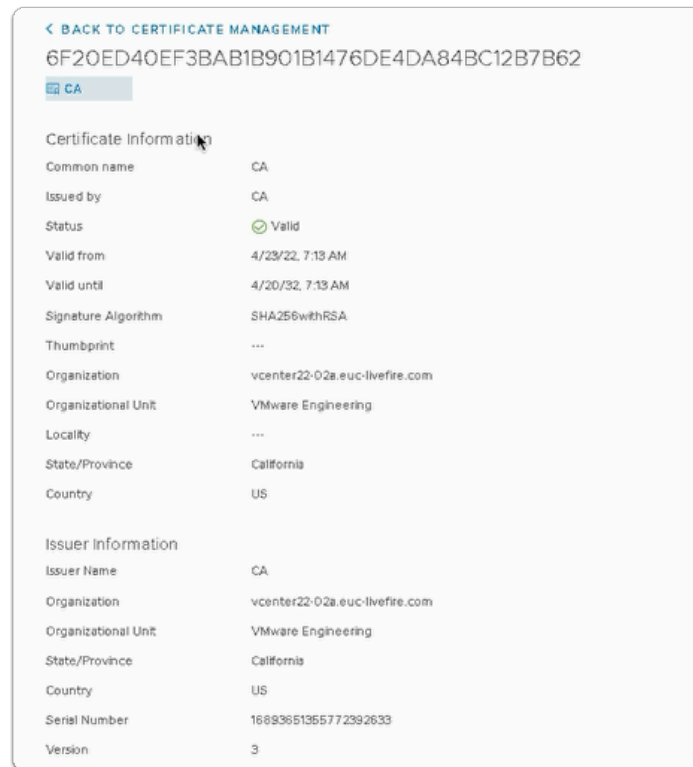 BACK TO CERTIFICATE MANAGEMENT
6F20ED40EF3BAB1B901B1476DE4DA84BC12B7B62
CA
Certificate Information
Common name CA
Issued by CA
Status Valid
Valid from 4/23/22, 7:13 AM
Valid until 4/20/32, 7:13 AM
Signature Algorithm SHA256withRSA
Thumbprint ---
Organization vcenter22-02a.euc-livefire.com
Organizational Unit VMware Engineering
Locality ---
State/Province California
Country US
Issuer Information
Issuer Name CA
Organization vcenter22-02a.euc-livefire.com
Organizational Unit VMware Engineering
State/Province California
Country US
Serial Number 16893651355772392633
Version 3